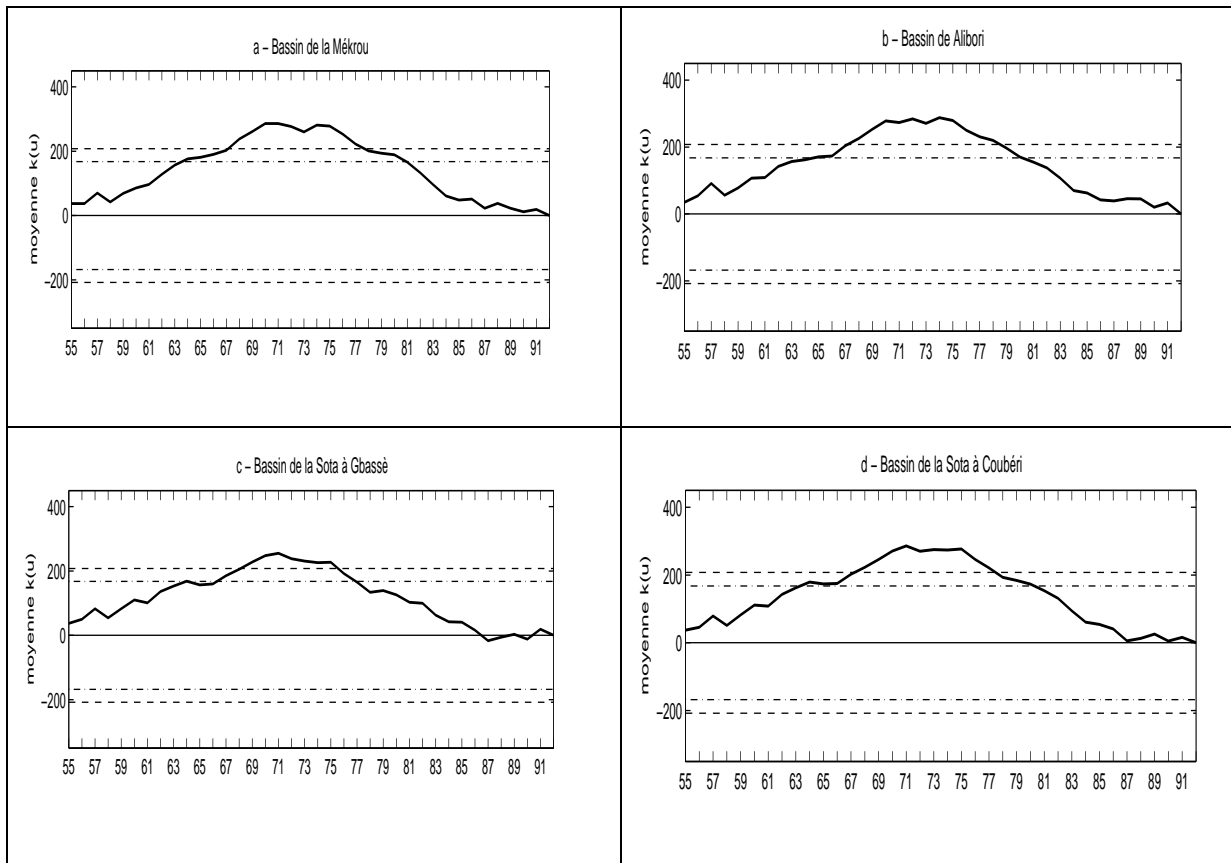 a – Bassin de la Mékrou
400
200
0
–200
moyenne k(u)
55 57 59 61 63 65 67 69 71 73 75 77 79 81 83 85 87 89 91
b – Bassin de Alibori
400
200
0
–200
moyenne k(u)
55 57 59 61 63 65 67 69 71 73 75 77 79 81 83 85 87 89 91
c – Bassin de la Sota à Gbassè
400
200
0
–200
moyenne k(u)
55 57 59 61 63 65 67 69 71 73 75 77 79 81 83 85 87 89 91
d – Bassin de la Sota à Coubéri
400
200
0
–200
moyenne k(u)
55 57 59 61 63 65 67 69 71 73 75 77 79 81 83 85 87 89 91